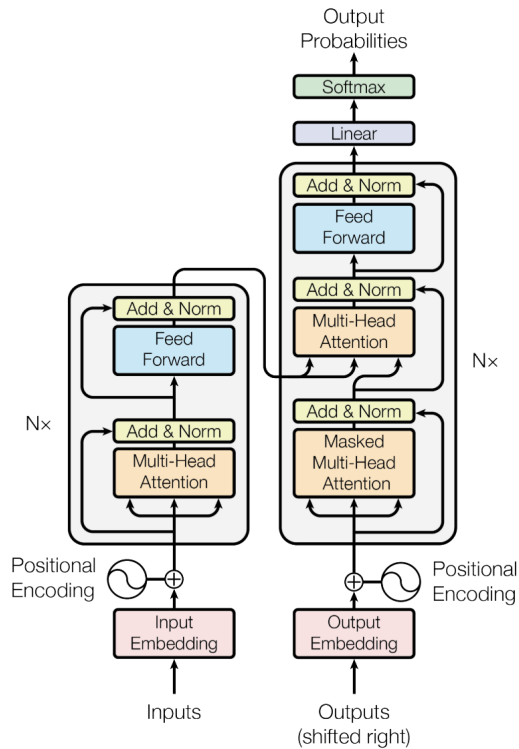 Output
Probabilities
Softmax
Linear
Add & Norm
Feed
Forward
Add & Norm
Multi-Head
Attention
Add & Norm
Masked
Multi-Head
Attention
N×
Add & Norm
Feed
Forward
Add & Norm
Multi-Head
Attention
N×
Positional
Encoding
Positional
Encoding
Input
Embedding
Output
Embedding
Inputs
Outputs
(shifted right)